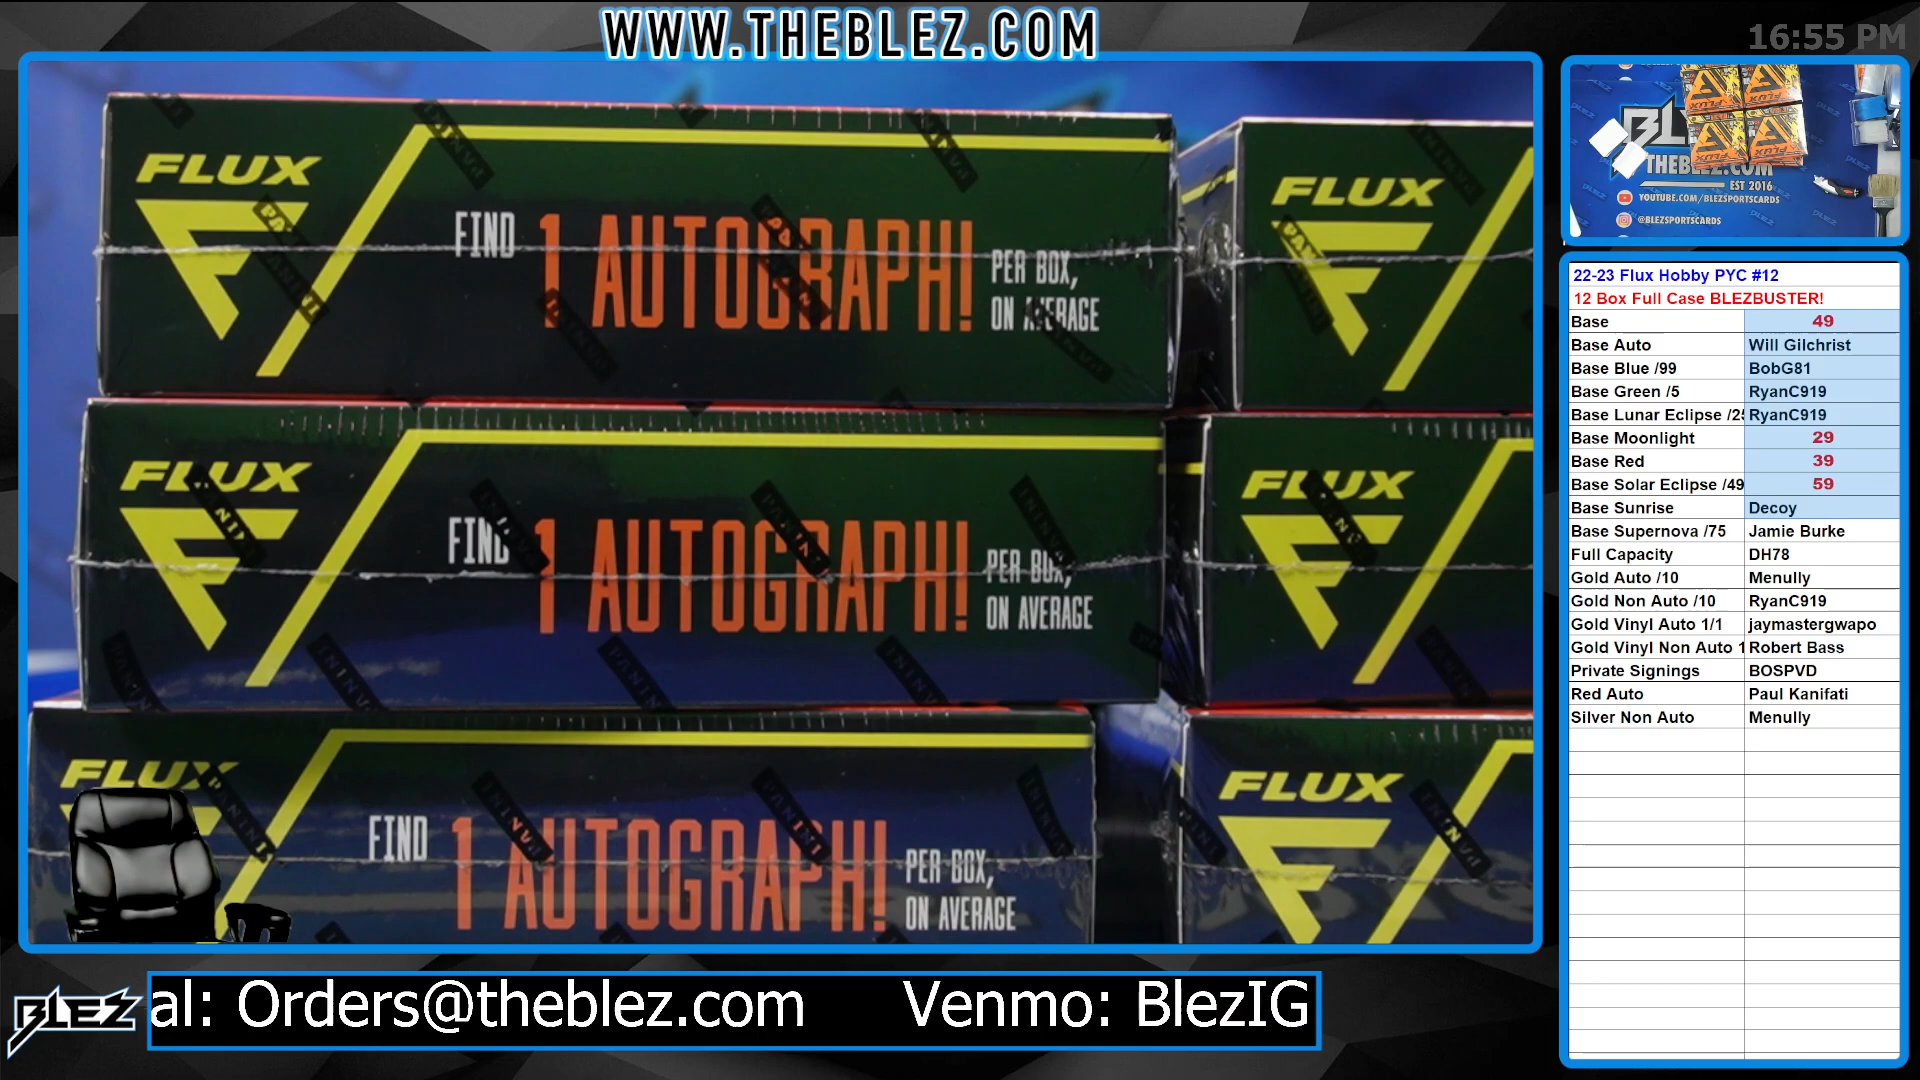 WWW.THEBLEZ.COM
16:55 PM
FLUX
FIND 1 AUTOGRAPH! PER BOX,
ON AVERAGE
FLUX
FLUX
FIND 1 AUTOGRAPH! PER BOX,
ON AVERAGE
FLUX
FLUX
FIND 1 AUTOGRAPH! PER BOX,
ON AVERAGE
FLUX
PANINI
THEBLEZ.COM
EST 2016
YOUTUBE.COM/BLEZSPORTSCARDS
@BLEZSPORTSCARDS
22-23 Flux Hobby PYC #12
12 Box Full Case BLEZBUSTER!
Base 49
Base Auto Will Gilchrist
Base Blue /99 BobG81
Base Green /5 RyanC919
Base Lunar Eclipse /25 RyanC919
Base Moonlight 29
Base Red 39
Base Solar Eclipse /49 59
Base Sunrise Decoy
Base Supernova /75 Jamie Burke
Full Capacity DH78
Gold Auto /10 Menully
Gold Non Auto /10 RyanC919
Gold Vinyl Auto 1/1 jaymastergwapo
Gold Vinyl Non Auto 1 Robert Bass
Private Signings BOSPVD
Red Auto Paul Kanifati
Silver Non Auto Menully
BLEZ
al: Orders@theblez.com Venmo: BlezIG